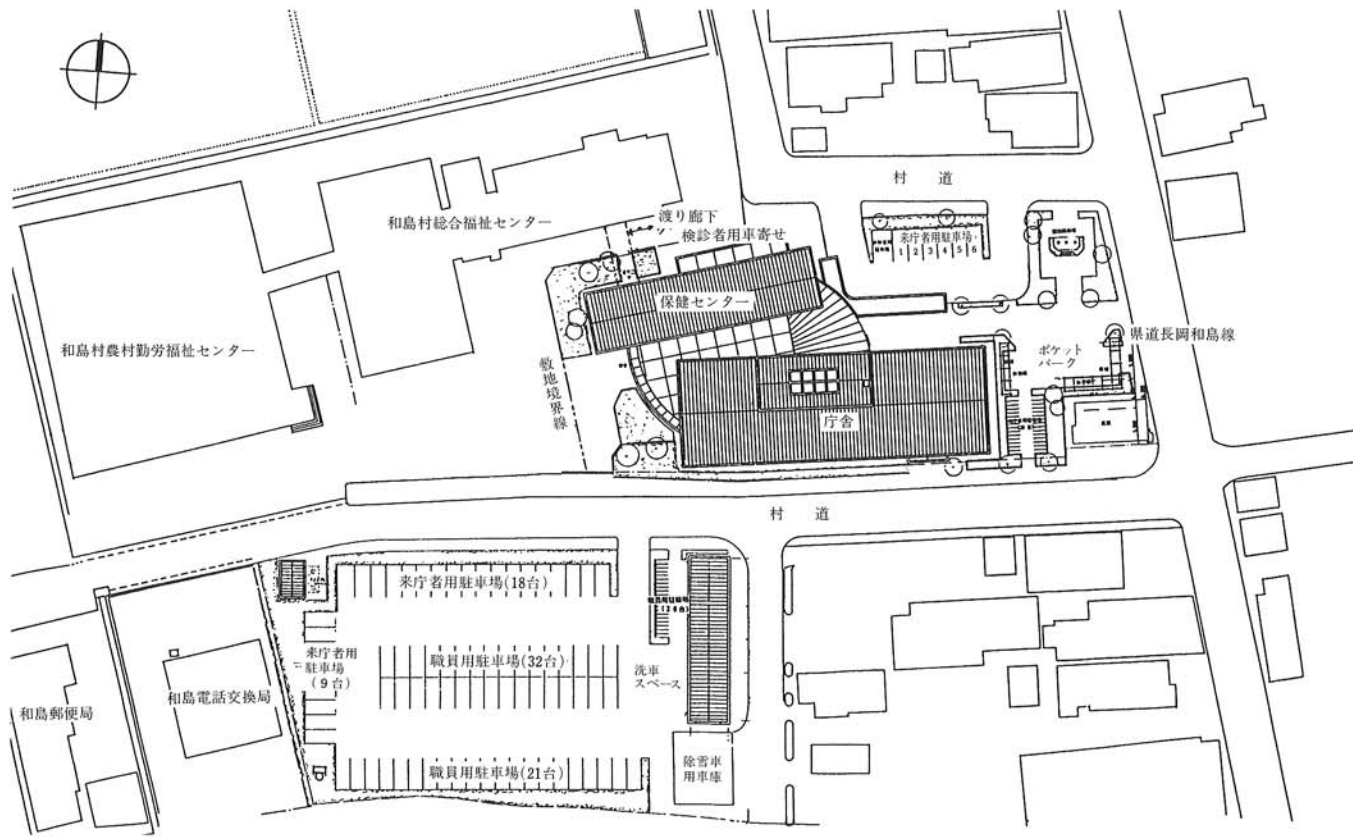 村 道
和島村総合福祉センター
渡り廊下
検診者用車寄せ
来庁者用駐車場
1 2 3 4 5 6
保健センター
和島村農村勤労福祉センター
敷地境界線
県道長岡和島線
ポケット
パーク
庁舎
村 道
来庁者用駐車場(18台)
来庁者用
駐車場
(9台)
職員用駐車場(32台)
洗車
スペース
和島電話交換局
和島郵便局
職員用駐車場(21台)
除雪車
用車庫